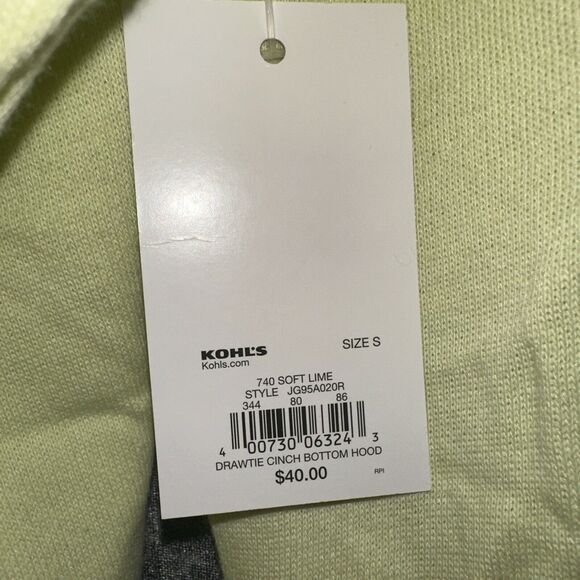 KOHL'S SIZE S
Kohls.com
740 SOFT LIME
STYLE JG95A020R
344 80 86
4 00730 06324 3
DRAWTIE CINCH BOTTOM HOOD
$40.00 RPI